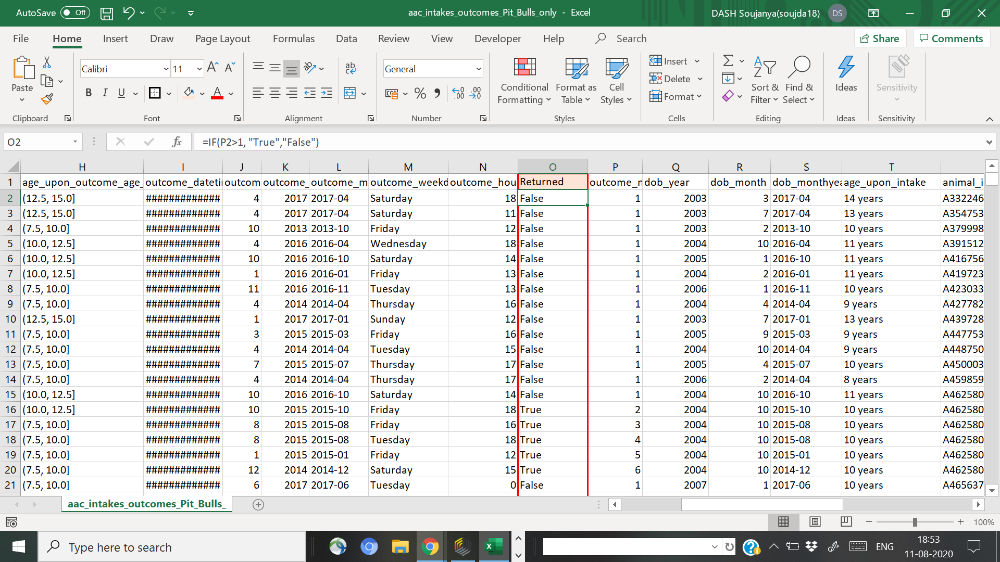 AutoSave Off aac_intakes_outcomes_Pit_Bulls_only - Excel DASH Soujanya(soujda18) DS
File Home Insert Draw Page Layout Formulas Data Review View Developer Help Search Share Comments
Paste Calibri 11 A A ab c General Conditional Formatting Format as Table Cell Styles Insert Delete Format Sort & Filter Find & Select Ideas Sensitivity
B I U A % .00 .00
Clipboard Font Alignment Number Styles Cells Editing Ideas Sensitivity
O2 fx =IF(P2>1, "True","False")
H I J K L M N O P Q R S T
1 age_upon_outcome_age_ outcome_dateti outcom outcome_ outcome_m outcome_weekd outcome_hou Returned outcome_n dob_year dob_month dob_monthyea age_upon_intake animal_i
2 (12.5, 15.0] ############# 4 2017 2017-04 Saturday 18 False 1 2003 3 2017-04 14 years A332246
3 (12.5, 15.0] ############# 4 2017 2017-04 Saturday 11 False 1 2003 7 2017-04 13 years A354753
4 (7.5, 10.0] ############# 10 2013 2013-10 Friday 12 False 1 2003 2 2013-10 10 years A379998
5 (10.0, 12.5] ############# 4 2016 2016-04 Wednesday 18 False 1 2004 10 2016-04 11 years A391512
6 (10.0, 12.5] ############# 10 2016 2016-10 Saturday 14 False 1 2005 1 2016-10 11 years A416756
7 (10.0, 12.5] ############# 1 2016 2016-01 Friday 13 False 1 2004 2 2016-01 11 years A419723
8 (7.5, 10.0] ############# 11 2016 2016-11 Tuesday 13 False 1 2006 1 2016-11 10 years A423033
9 (7.5, 10.0] ############# 4 2014 2014-04 Thursday 16 False 1 2004 4 2014-04 9 years A427782
10 (12.5, 15.0] ############# 1 2017 2017-01 Sunday 12 False 1 2003 7 2017-01 13 years A439728
11 (7.5, 10.0] ############# 3 2015 2015-03 Friday 16 False 1 2005 9 2015-03 9 years A447753
12 (7.5, 10.0] ############# 4 2014 2014-04 Tuesday 15 False 1 2004 10 2014-04 9 years A448750
13 (7.5, 10.0] ############# 7 2015 2015-07 Thursday 17 False 1 2005 4 2015-07 10 years A450003
14 (7.5, 10.0] ############# 4 2014 2014-04 Thursday 17 False 1 2006 2 2014-04 8 years A459859
15 (10.0, 12.5] ############# 10 2016 2016-10 Saturday 14 False 1 2004 10 2016-10 11 years A462580
16 (10.0, 12.5] ############# 10 2015 2015-10 Friday 18 True 2 2004 10 2015-10 10 years A462580
17 (7.5, 10.0] ############# 8 2015 2015-08 Friday 16 True 3 2004 10 2015-08 10 years A462580
18 (7.5, 10.0] ############# 8 2015 2015-08 Tuesday 18 True 4 2004 10 2015-08 10 years A462580
19 (7.5, 10.0] ############# 1 2015 2015-01 Friday 12 True 5 2004 10 2015-01 10 years A462580
20 (7.5, 10.0] ############# 12 2014 2014-12 Saturday 15 True 6 2004 10 2014-12 10 years A462580
21 (7.5, 10.0] ############# 6 2017 2017-06 Tuesday 0 False 1 2007 1 2017-06 10 years A465637
aac_intakes_outcomes_Pit_Bulls_
100%
Type here to search ENG 18:53
11-08-2020